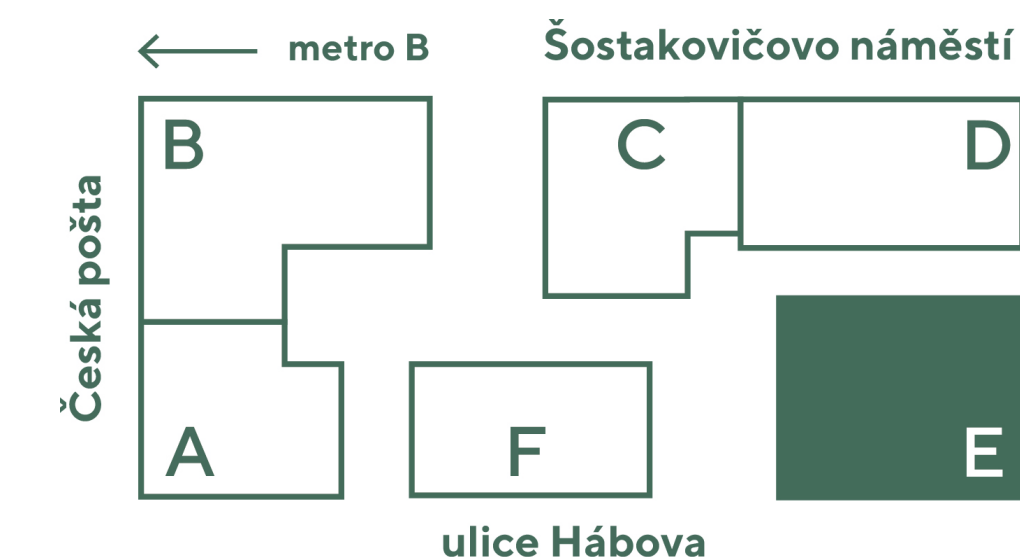 metro B
Šostakovičovo náměstí
B
C
D
Česká pošta
A
F
E
ulice Hábova